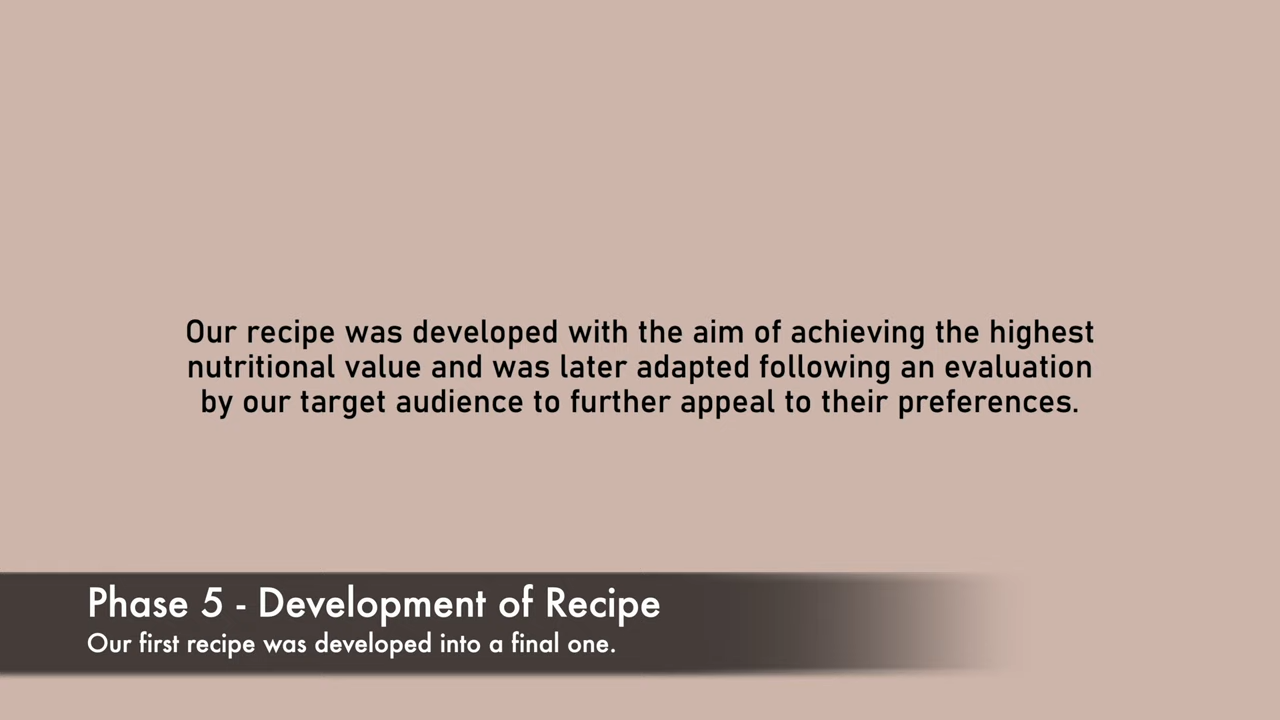 Our recipe was developed with the aim of achieving the highest
nutritional value and was later adapted following an evaluation
by our target audience to further appeal to their preferences.
Phase 5 - Development of Recipe
Our first recipe was developed into a final one.